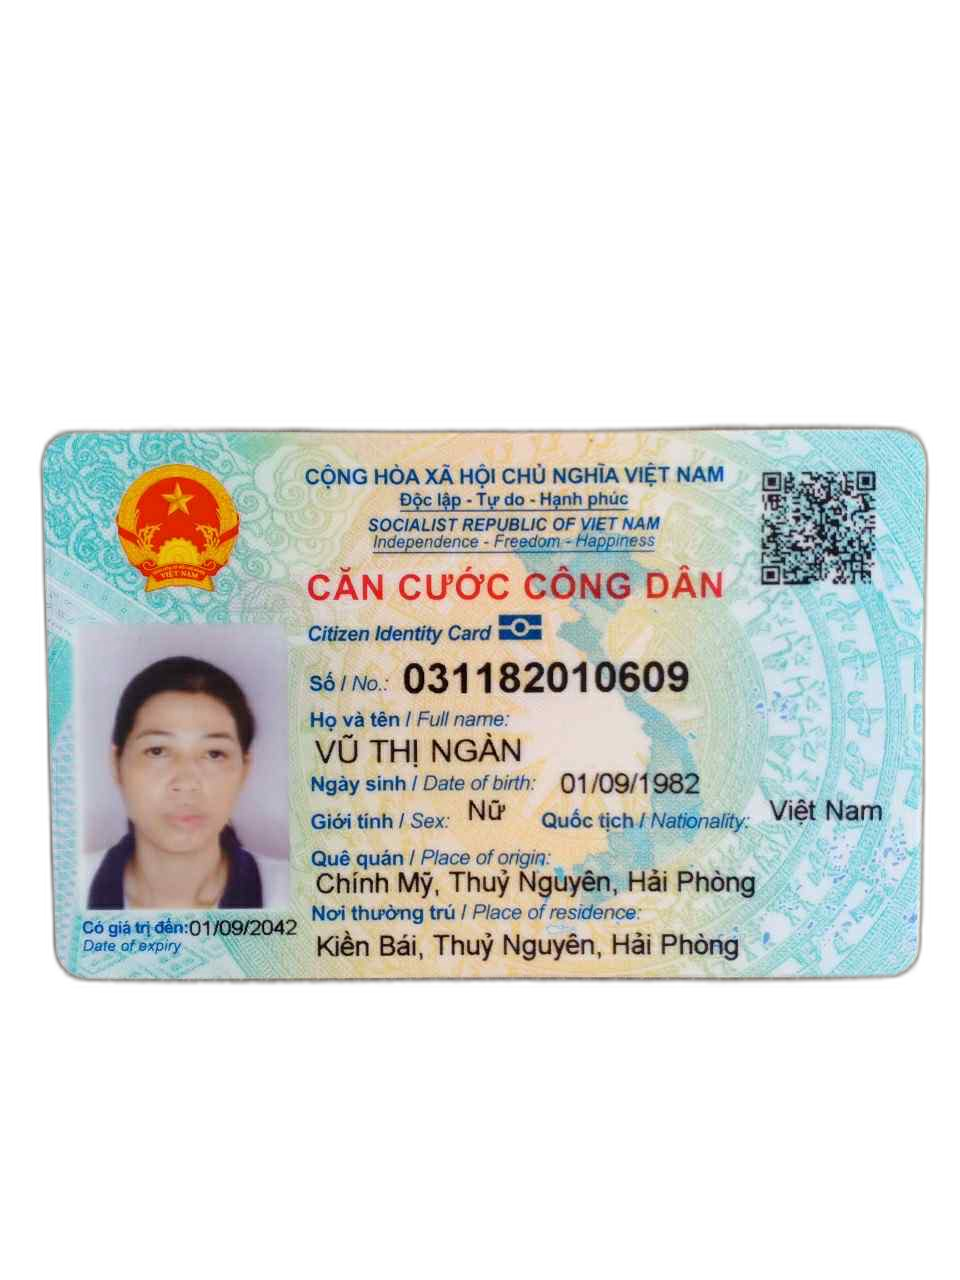 CỘNG HÒA XÃ HỘI CHỦ NGHĨA VIỆT NAM
Độc lập - Tự do - Hạnh phúc
SOCIALIST REPUBLIC OF VIET NAM
Independence - Freedom - Happiness
CĂN CƯỚC CÔNG DÂN
Citizen Identity Card
Số / No.: 031182010609
Họ và tên / Full name:
VŨ THỊ NGÀN
Ngày sinh / Date of birth: 01/09/1982
Giới tính / Sex: Nữ Quốc tịch / Nationality: Việt Nam
Quê quán / Place of origin:
Chính Mỹ, Thuỷ Nguyên, Hải Phòng
Nơi thường trú / Place of residence:
Kiền Bái, Thuỷ Nguyên, Hải Phòng
Có giá trị đến: 01/09/2042
Date of expiry
VIỆT NAM